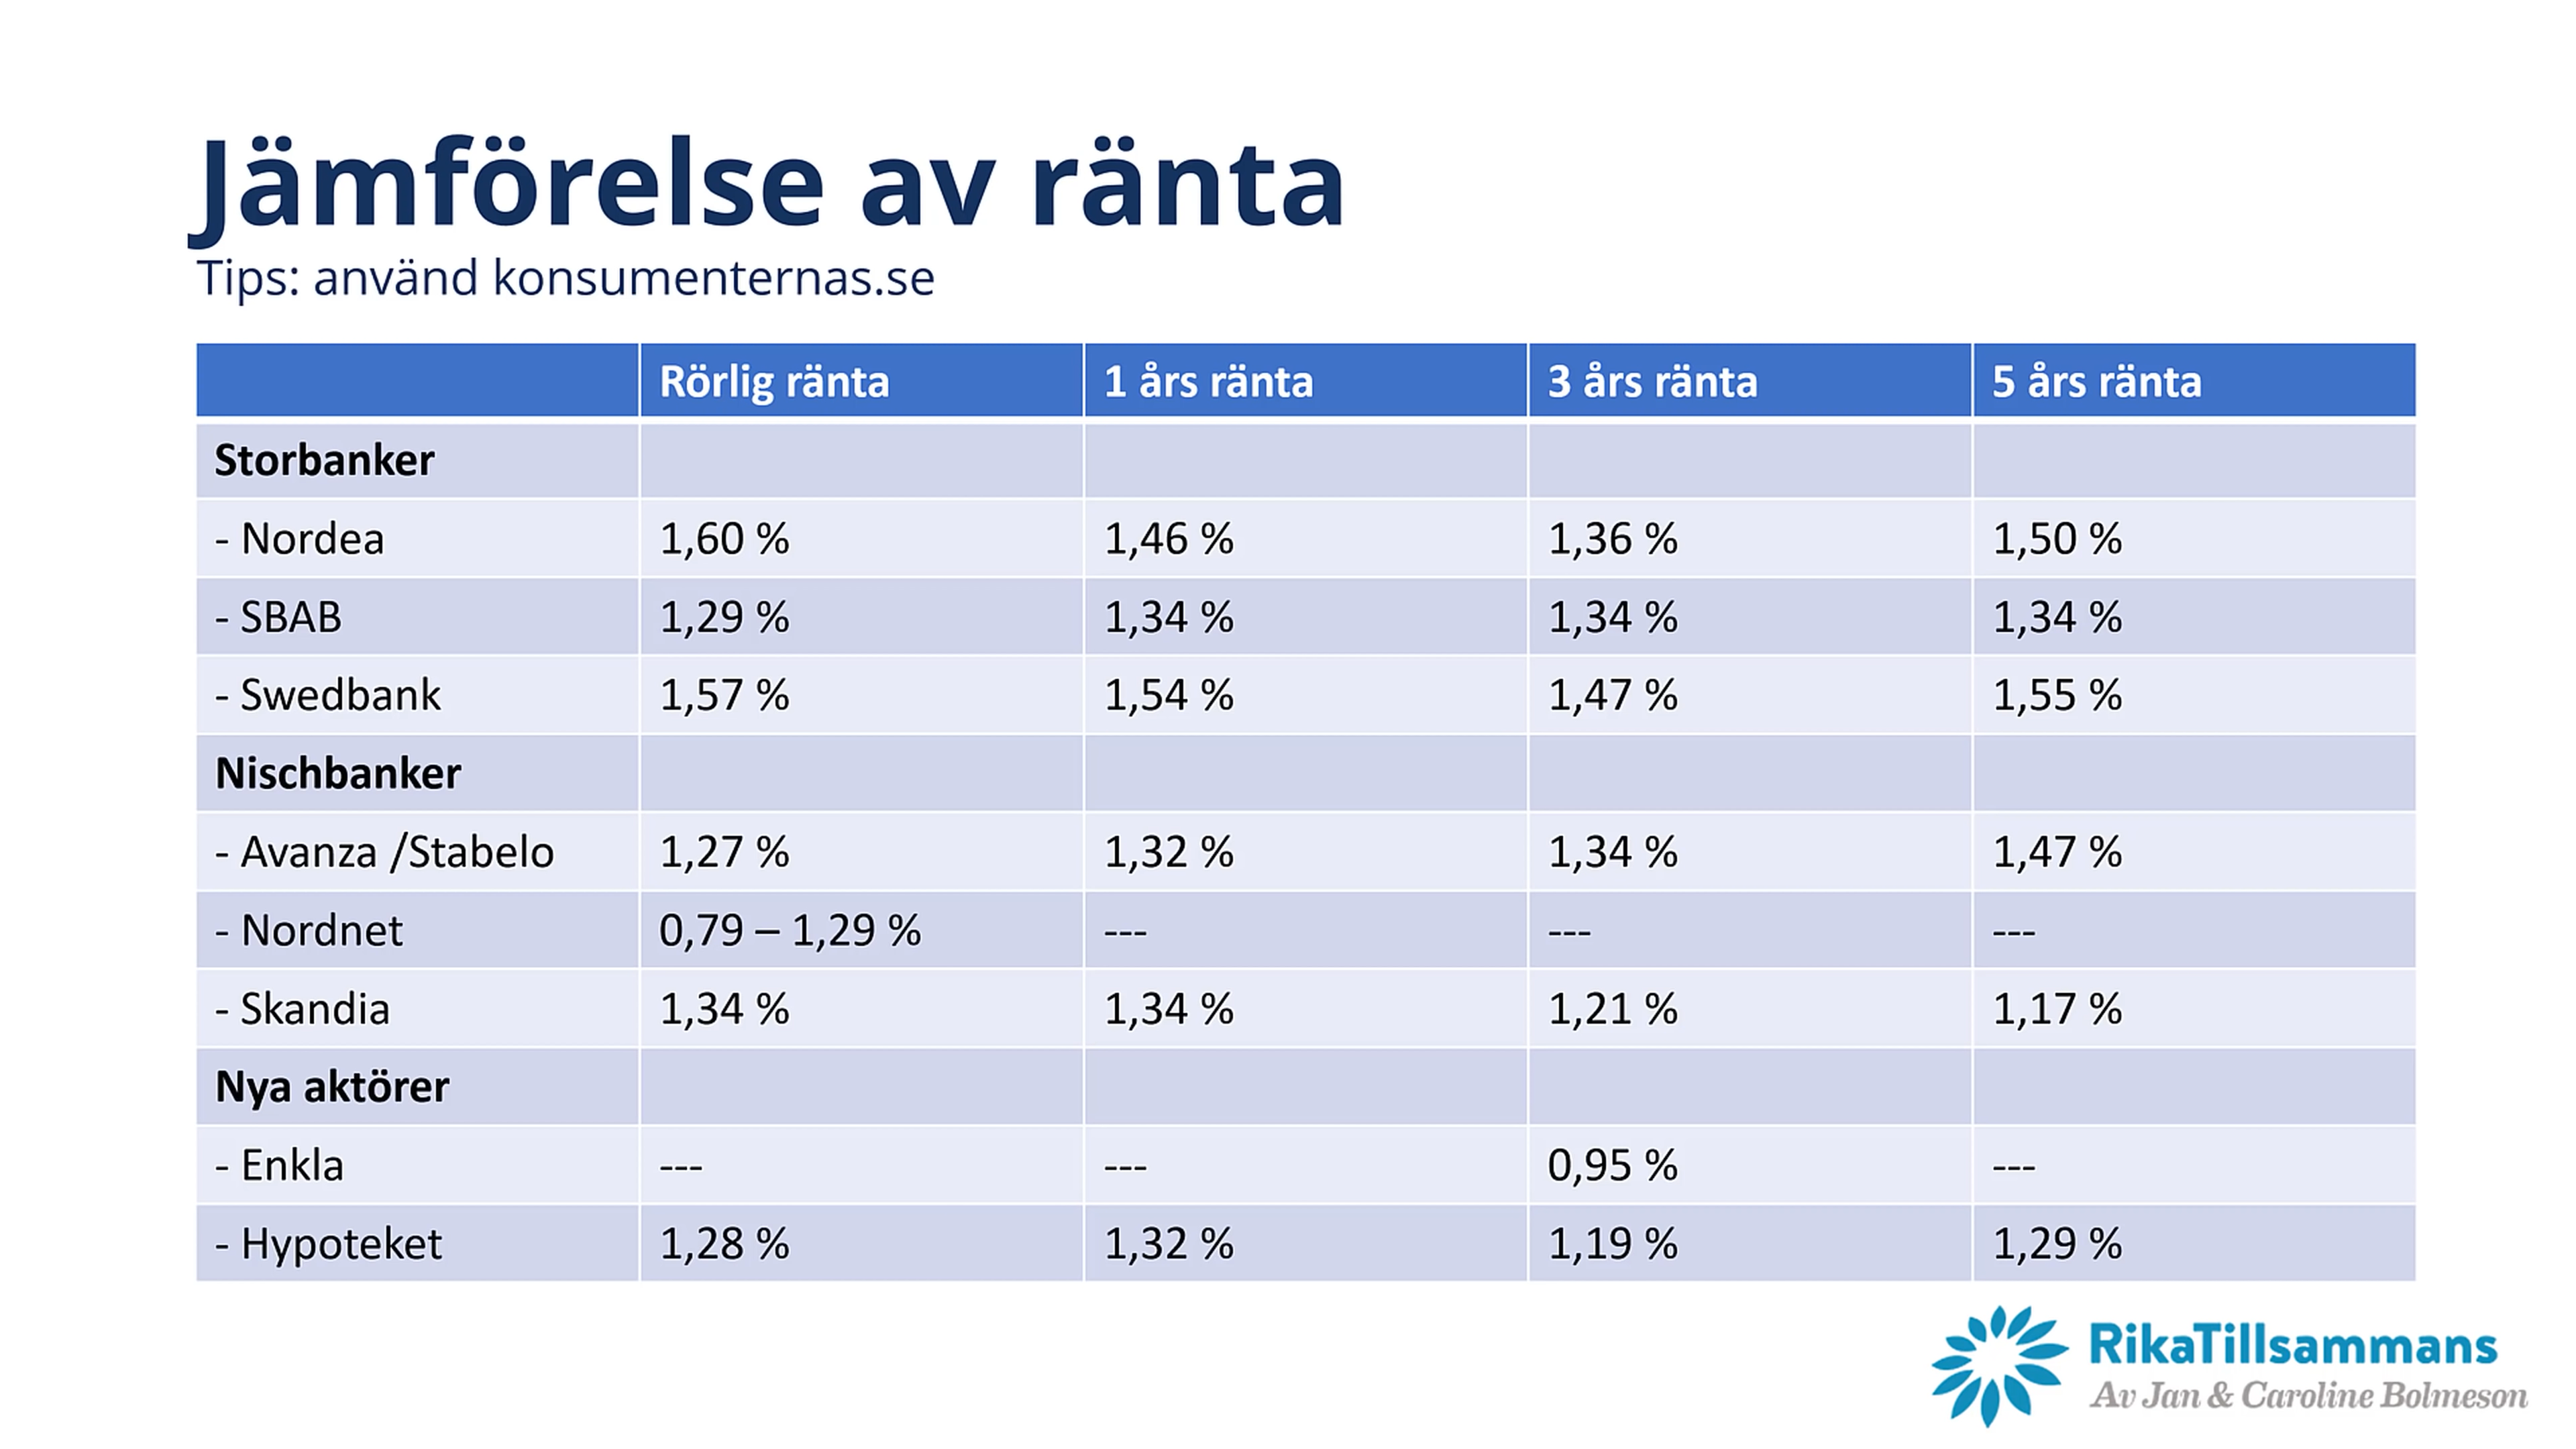 Jämförelse av ränta
Tips: använd konsumenternas.se
Rörlig ränta 1 års ränta 3 års ränta 5 års ränta
Storbanker
- Nordea 1,60 % 1,46 % 1,36 % 1,50 %
- SBAB 1,29 % 1,34 % 1,34 % 1,34 %
- Swedbank 1,57 % 1,54 % 1,47 % 1,55 %
Nischbanker
- Avanza /Stabelo 1,27 % 1,32 % 1,34 % 1,47 %
- Nordnet 0,79 – 1,29 % --- --- ---
- Skandia 1,34 % 1,34 % 1,21 % 1,17 %
Nya aktörer
- Enkla --- --- 0,95 % ---
- Hypoteket 1,28 % 1,32 % 1,19 % 1,29 %
RikaTillsammans
Av Jan & Caroline Bolmeson